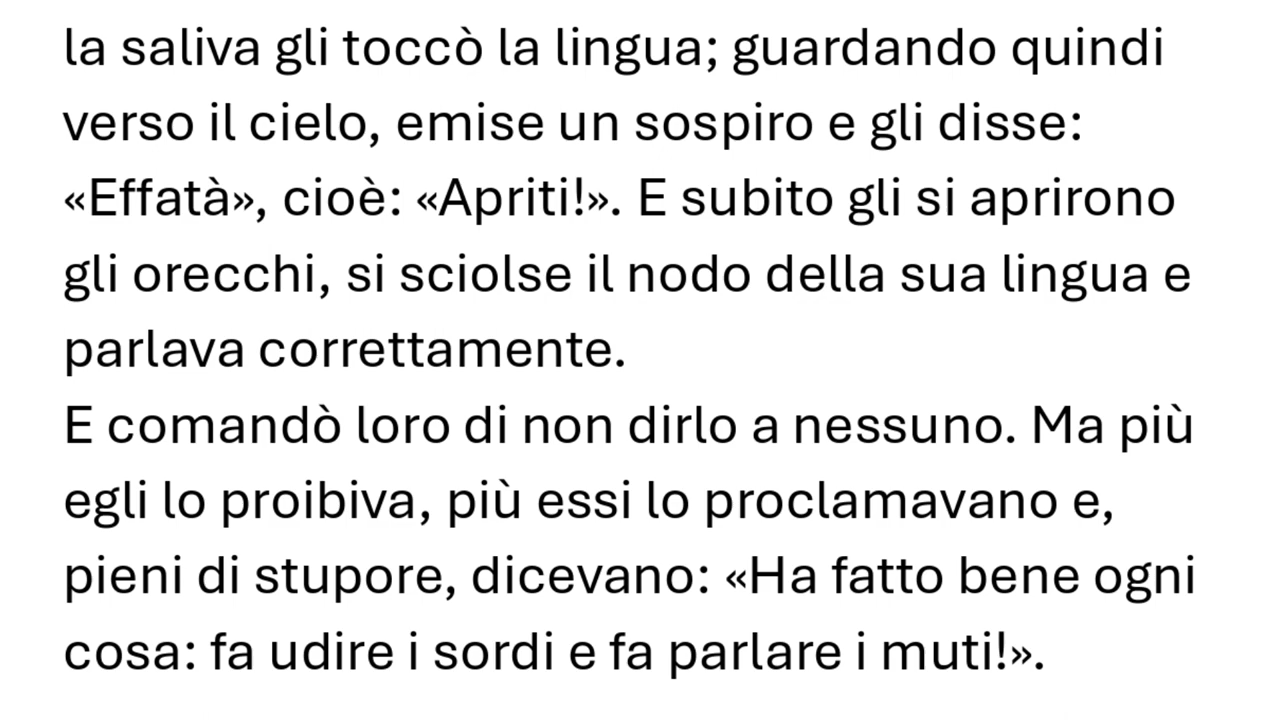 la saliva gli toccò la lingua; guardando quindi
verso il cielo, emise un sospiro e gli disse:
«Effatà», cioè: «Apriti!». E subito gli si aprirono
gli orecchi, si sciolse il nodo della sua lingua e
parlava correttamente.
E comandò loro di non dirlo a nessuno. Ma più
egli lo proibiva, più essi lo proclamavano e,
pieni di stupore, dicevano: «Ha fatto bene ogni
cosa: fa udire i sordi e fa parlare i muti!».